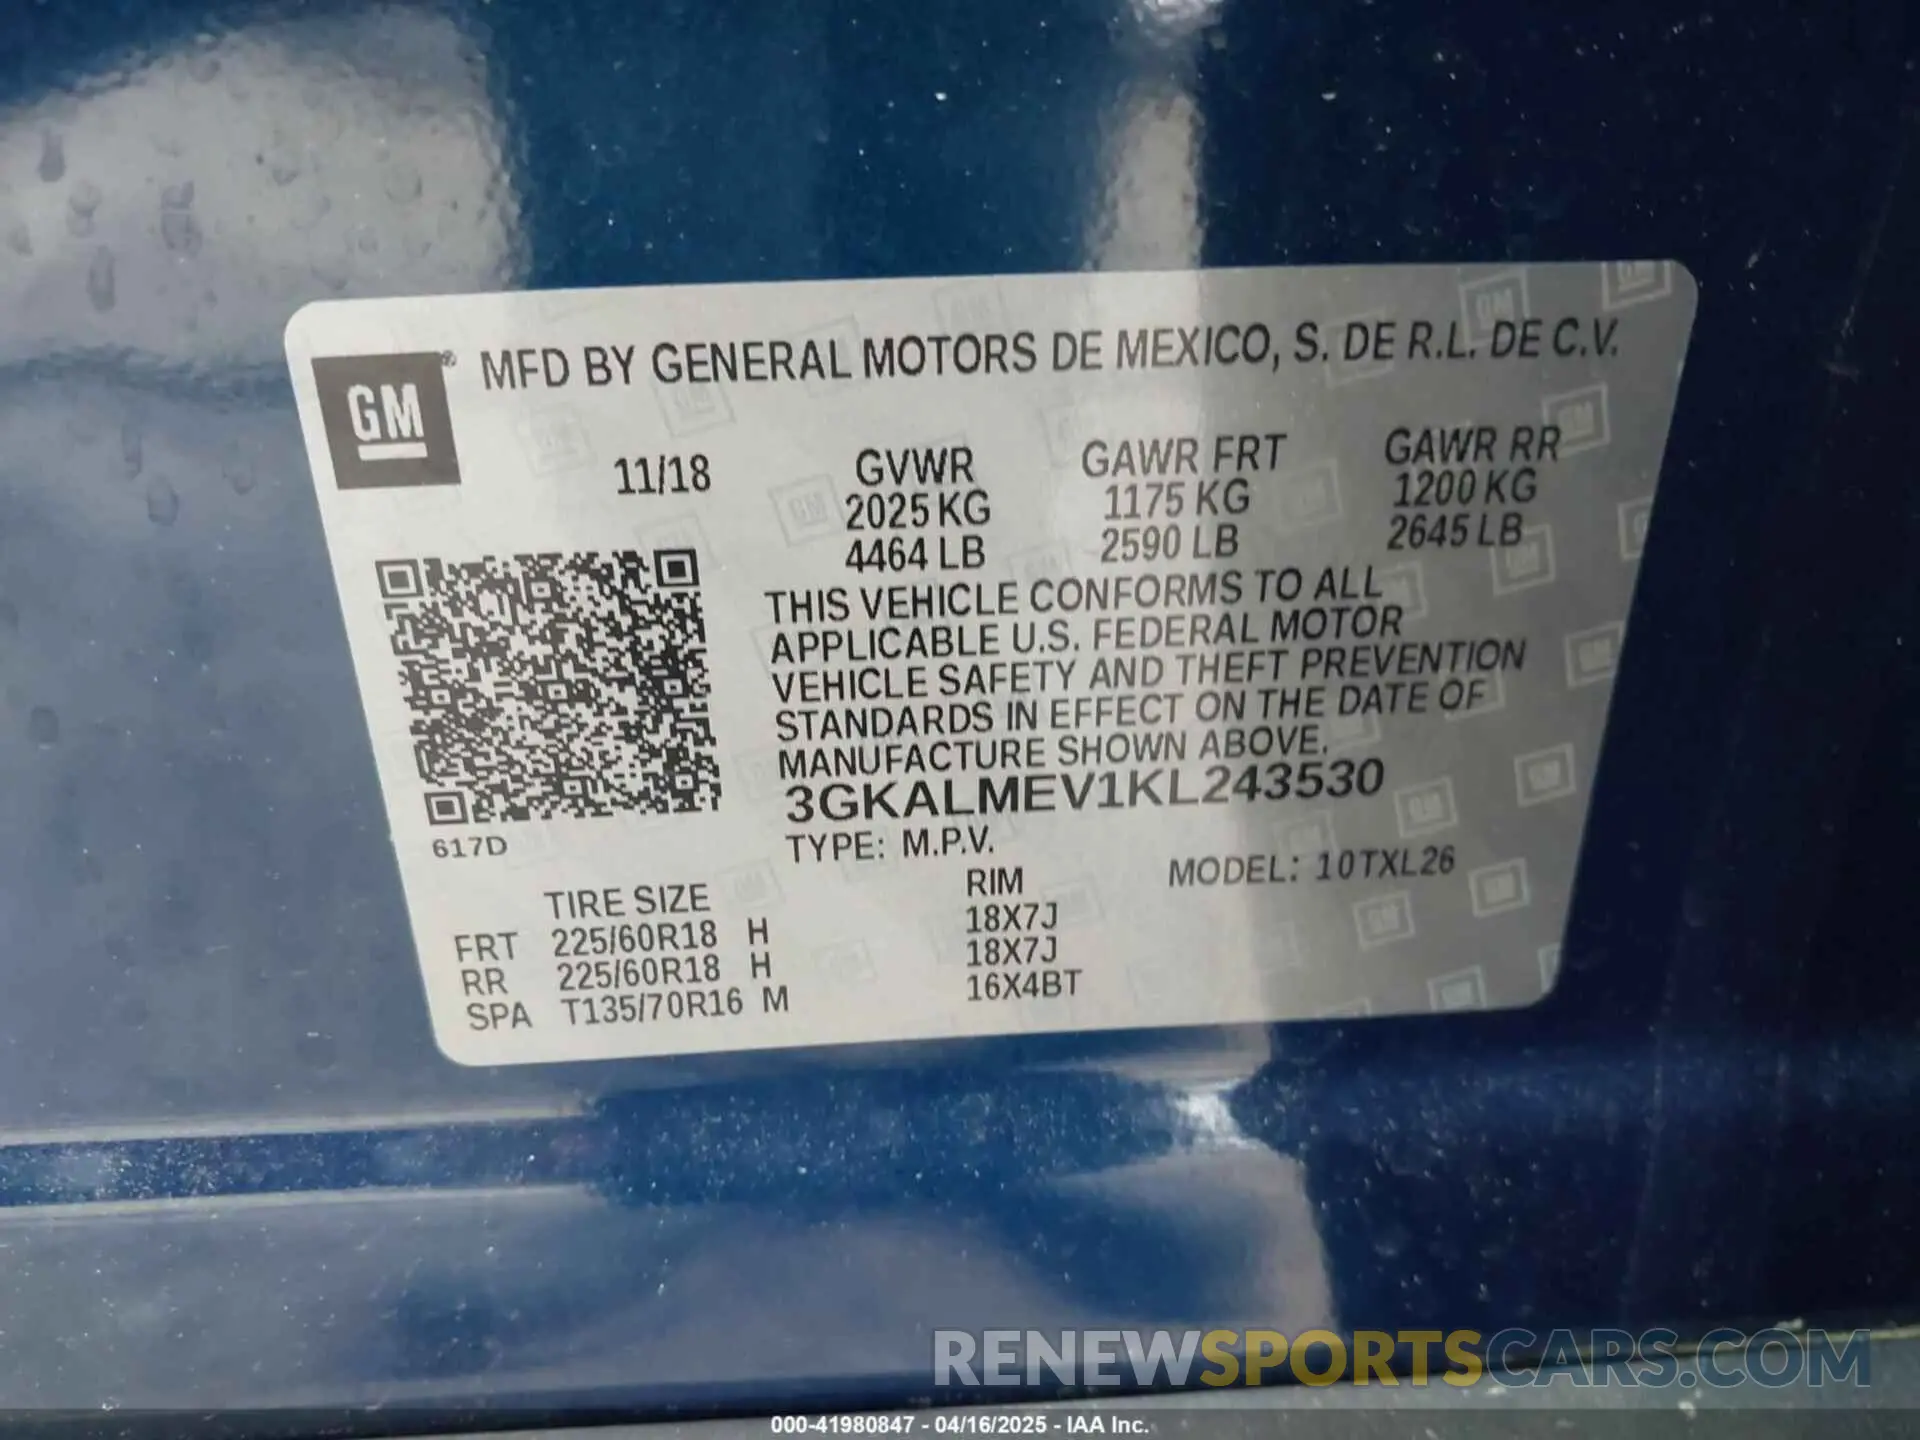 GM ® MFD BY GENERAL MOTORS DE MEXICO, S. DE R.L. DE C.V.
11/18 GVWR GAWR FRT GAWR RR
2025 KG 1175 KG 1200 KG
4464 LB 2590 LB 2645 LB
THIS VEHICLE CONFORMS TO ALL
APPLICABLE U.S. FEDERAL MOTOR
VEHICLE SAFETY AND THEFT PREVENTION
STANDARDS IN EFFECT ON THE DATE OF
MANUFACTURE SHOWN ABOVE.
3GKALMEV1KL243530
617D TYPE: M.P.V. MODEL: 10TXL26
TIRE SIZE RIM
FRT 225/60R18 H 18X7J
RR 225/60R18 H 18X7J
SPA T135/70R16 M 16X4BT
RENEWSPORTSCARS.COM
000-41980847 - 04/16/2025 - IAA Inc.